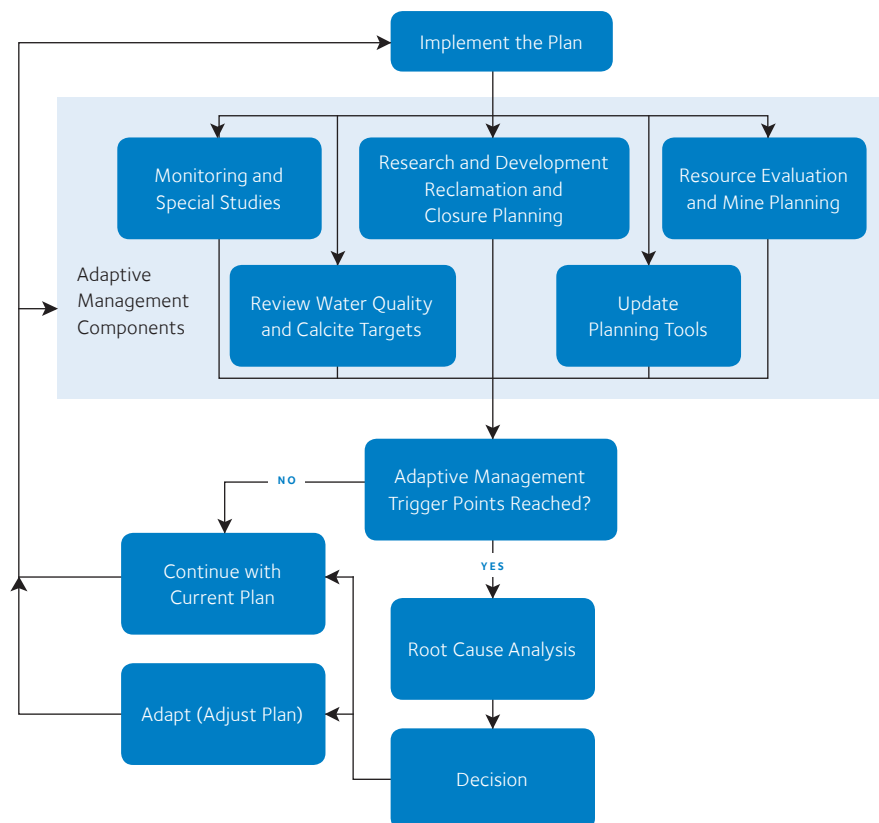 Implement the Plan
Monitoring and
Special Studies
Research and Development
Reclamation and
Closure Planning
Resource Evaluation
and Mine Planning
Adaptive
Management
Components
Review Water Quality
and Calcite Targets
Update
Planning Tools
Adaptive Management
Trigger Points Reached?
NO
YES
Continue with
Current Plan
Root Cause Analysis
Adapt (Adjust Plan)
Decision